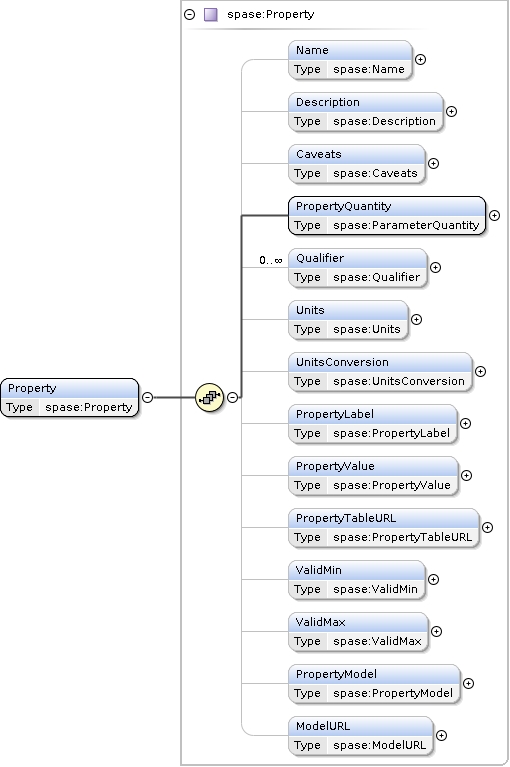 spase:Property
Name
Type spase:Name
Description
Type spase:Description
Caveats
Type spase:Caveats
PropertyQuantity
Type spase:ParameterQuantity
0..∞
Qualifier
Type spase:Qualifier
Units
Type spase:Units
UnitsConversion
Type spase:UnitsConversion
Property
Type spase:Property
PropertyLabel
Type spase:PropertyLabel
PropertyValue
Type spase:PropertyValue
PropertyTableURL
Type spase:PropertyTableURL
ValidMin
Type spase:ValidMin
ValidMax
Type spase:ValidMax
PropertyModel
Type spase:PropertyModel
ModelURL
Type spase:ModelURL